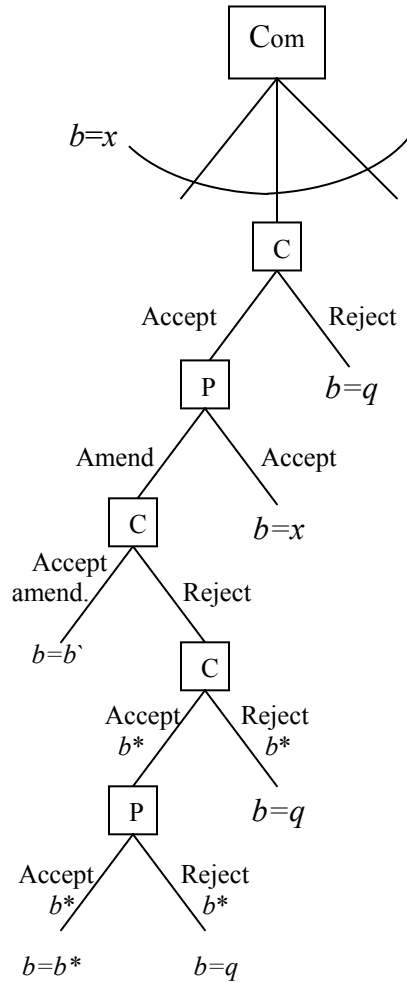 Com
b=x
C
Accept Reject
P b=q
Amend Accept
C b=x
Accept
amend. Reject
b=b` C
Accept Reject
b* b*
P b=q
Accept Reject
b* b*
b=b* b=q